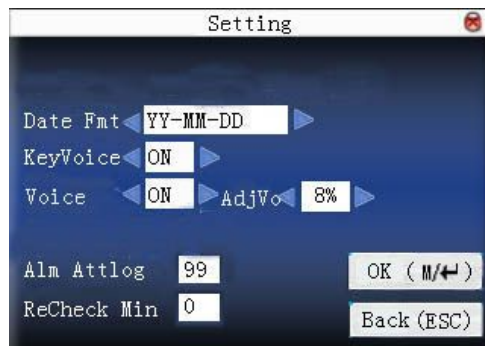 Setting
Date Fmt YY-MM-DD
KeyVoice ON
Voice ON AdjVo 8%
Alm Attlog 99
OK (M/↵)
ReCheck Min 0
Back(ESC)